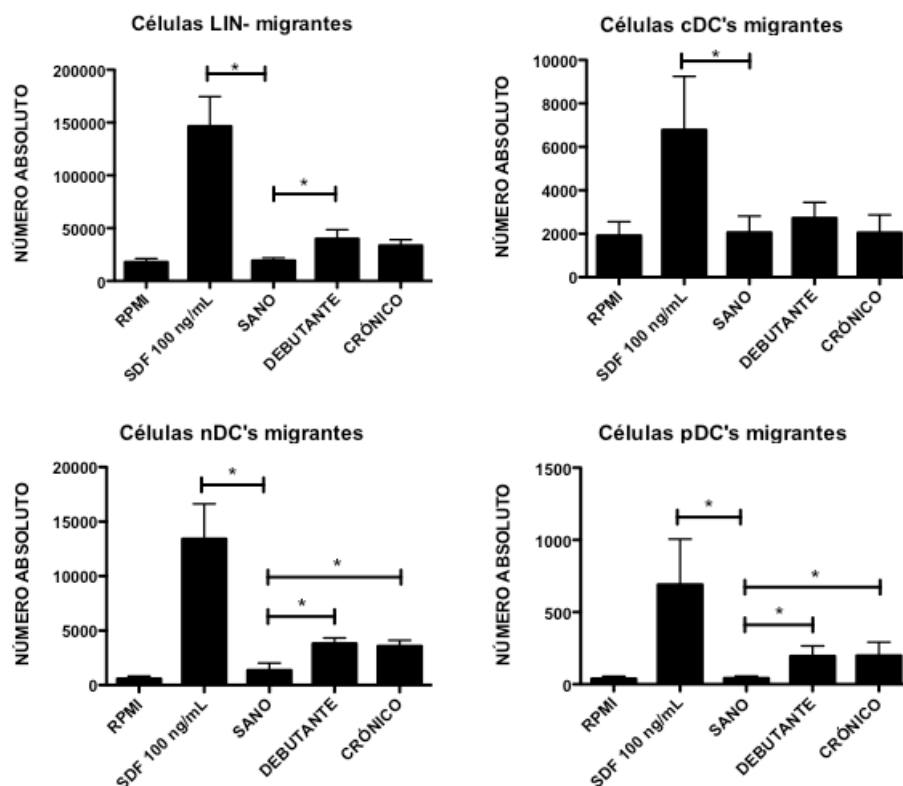 Células LIN- migrantes
NÚMERO ABSOLUTO
200000
150000
100000
50000
0
*
*
RPMI
SDF 100 ng/mL
SANO
DEBUTANTE
CRÓNICO
Células cDC's migrantes
NÚMERO ABSOLUTO
10000
8000
6000
4000
2000
0
*
RPMI
SDF 100 ng/mL
SANO
DEBUTANTE
CRÓNICO
Células nDC's migrantes
NÚMERO ABSOLUTO
20000
15000
10000
5000
0
*
*
*
RPMI
SDF 100 ng/mL
SANO
DEBUTANTE
CRÓNICO
Células pDC's migrantes
NÚMERO ABSOLUTO
1500
1000
500
0
*
*
*
RPMI
SDF 100 ng/mL
SANO
DEBUTANTE
CRÓNICO